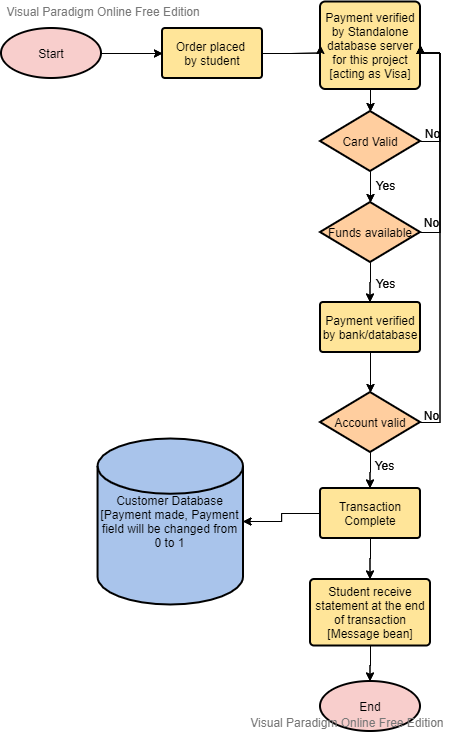 Visual Paradigm Online Free Edition
Start
Order placed
by student
Payment verified
by Standalone
database server
for this project
[acting as Visa]
Card Valid
No
Yes
Funds available
No
Yes
Payment verified
by bank/database
Account valid
No
Yes
Customer Database
[Payment made, Payment
field will be changed from
0 to 1
Transaction
Complete
Student receive
statement at the end
of transaction
[Message bean]
End
Visual Paradigm Online Free Edition